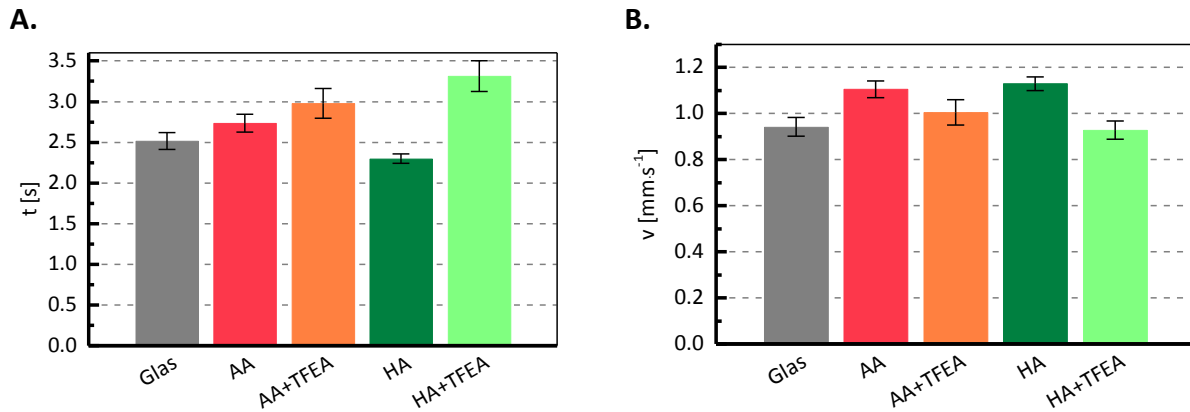 A.
t [s]
3.5
3.0
2.5
2.0
1.5
1.0
0.5
0.0
Glas
AA
AA+TFEA
HA
HA+TFEA
B.
v [mm·s⁻¹]
1.2
1.0
0.8
0.6
0.4
0.2
0.0
Glas
AA
AA+TFEA
HA
HA+TFEA